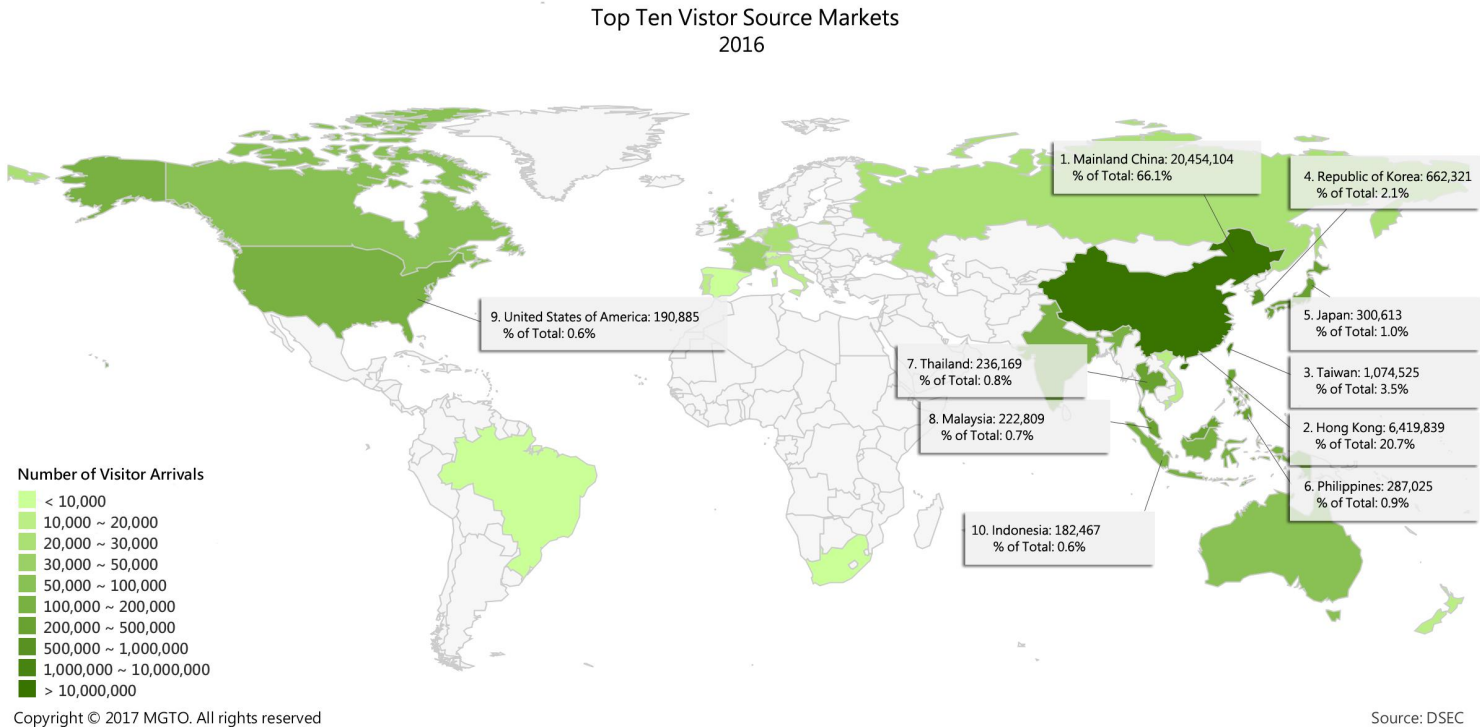 Top Ten Vistor Source Markets
2016
1. Mainland China: 20,454,104
% of Total: 66.1%
4. Republic of Korea: 662,321
% of Total: 2.1%
9. United States of America: 190,885
% of Total: 0.6%
5. Japan: 300,613
% of Total: 1.0%
7. Thailand: 236,169
% of Total: 0.8%
3. Taiwan: 1,074,525
% of Total: 3.5%
8. Malaysia: 222,809
% of Total: 0.7%
2. Hong Kong: 6,419,839
% of Total: 20.7%
6. Philippines: 287,025
% of Total: 0.9%
10. Indonesia: 182,467
% of Total: 0.6%
Number of Visitor Arrivals
< 10,000
10,000 ~ 20,000
20,000 ~ 30,000
30,000 ~ 50,000
50,000 ~ 100,000
100,000 ~ 200,000
200,000 ~ 500,000
500,000 ~ 1,000,000
1,000,000 ~ 10,000,000
> 10,000,000
Copyright © 2017 MGTO. All rights reserved
Source: DSEC